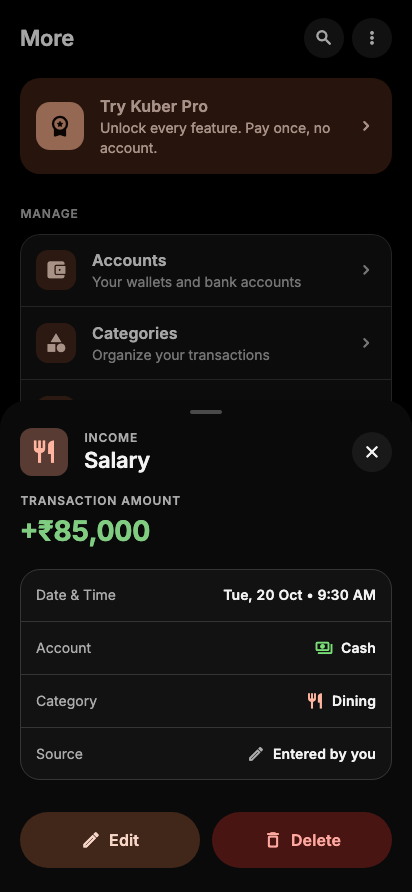 More
Try Kuber Pro
Unlock every feature. Pay once, no
account.
MANAGE
Accounts
Your wallets and bank accounts
Categories
Organize your transactions
INCOME
Salary
TRANSACTION AMOUNT
+₹85,000
Date & Time
Tue, 20 Oct • 9:30 AM
Account
Cash
Category
Dining
Source
Entered by you
Edit
Delete